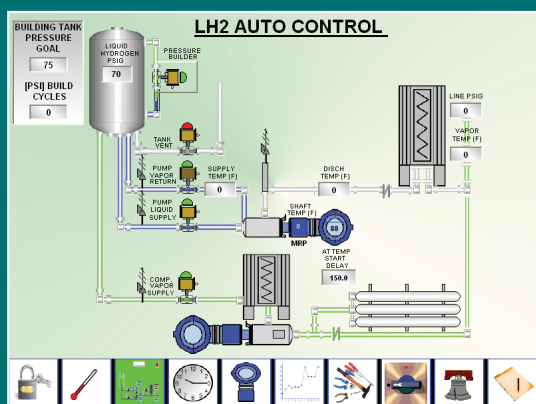 LH2 AUTO CONTROL
BUILDING TANK
PRESSURE
GOAL
75
[PSI] BUILD
CYCLES
0
LIQUID
HYDROGEN
PSIG
70
PRESSURE
BUILDER
TANK
VENT
PUMP
VAPOR
RETURN
SUPPLY
TEMP (F)
0
PUMP
LIQUID
SUPPLY
DISCH
TEMP (F)
0
LINE PSIG
0
VAPOR
TEMP (F)
0
SHAFT
TEMP (F)
0
MRP
88
AT TEMP
START
DELAY
150.0
COMP.
VAPOR
SUPPLY